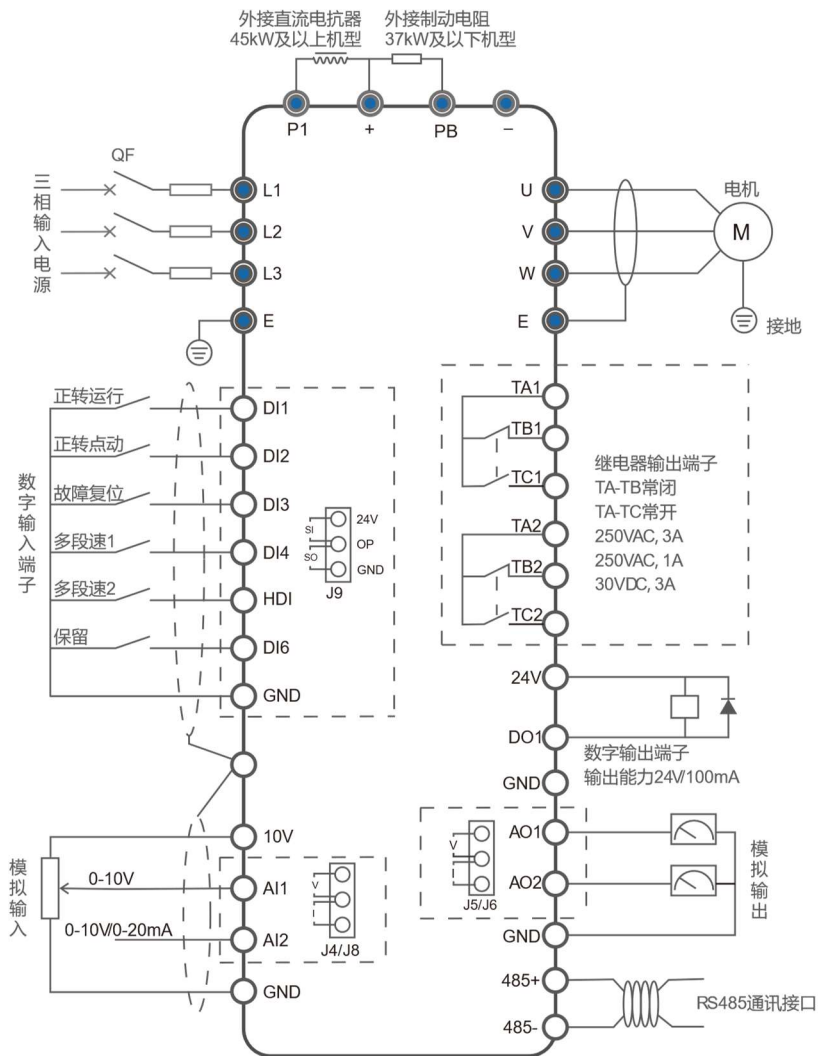 外接直流电抗器
45kW及以上机型
外接制动电阻
37kW及以下机型
P1
+
PB
−
QF
三相输入电源
L1
L2
L3
E
U
V
W
E
电机
M
接地
数字输入端子
正转运行
正转点动
故障复位
多段速1
多段速2
保留
DI1
DI2
DI3
DI4
HDI
DI6
GND
SI
SO
24V
OP
GND
J9
TA1
TB1
TC1
TA2
TB2
TC2
继电器输出端子
TA-TB常闭
TA-TC常开
250VAC, 3A
250VAC, 1A
30VDC, 3A
24V
DO1
GND
数字输出端子
输出能力24V/100mA
模拟输入
0-10V
0-10V/0-20mA
10V
AI1
AI2
GND
V
J4/J8
V
J5/J6
AO1
AO2
GND
模拟输出
485+
485-
RS485通讯接口